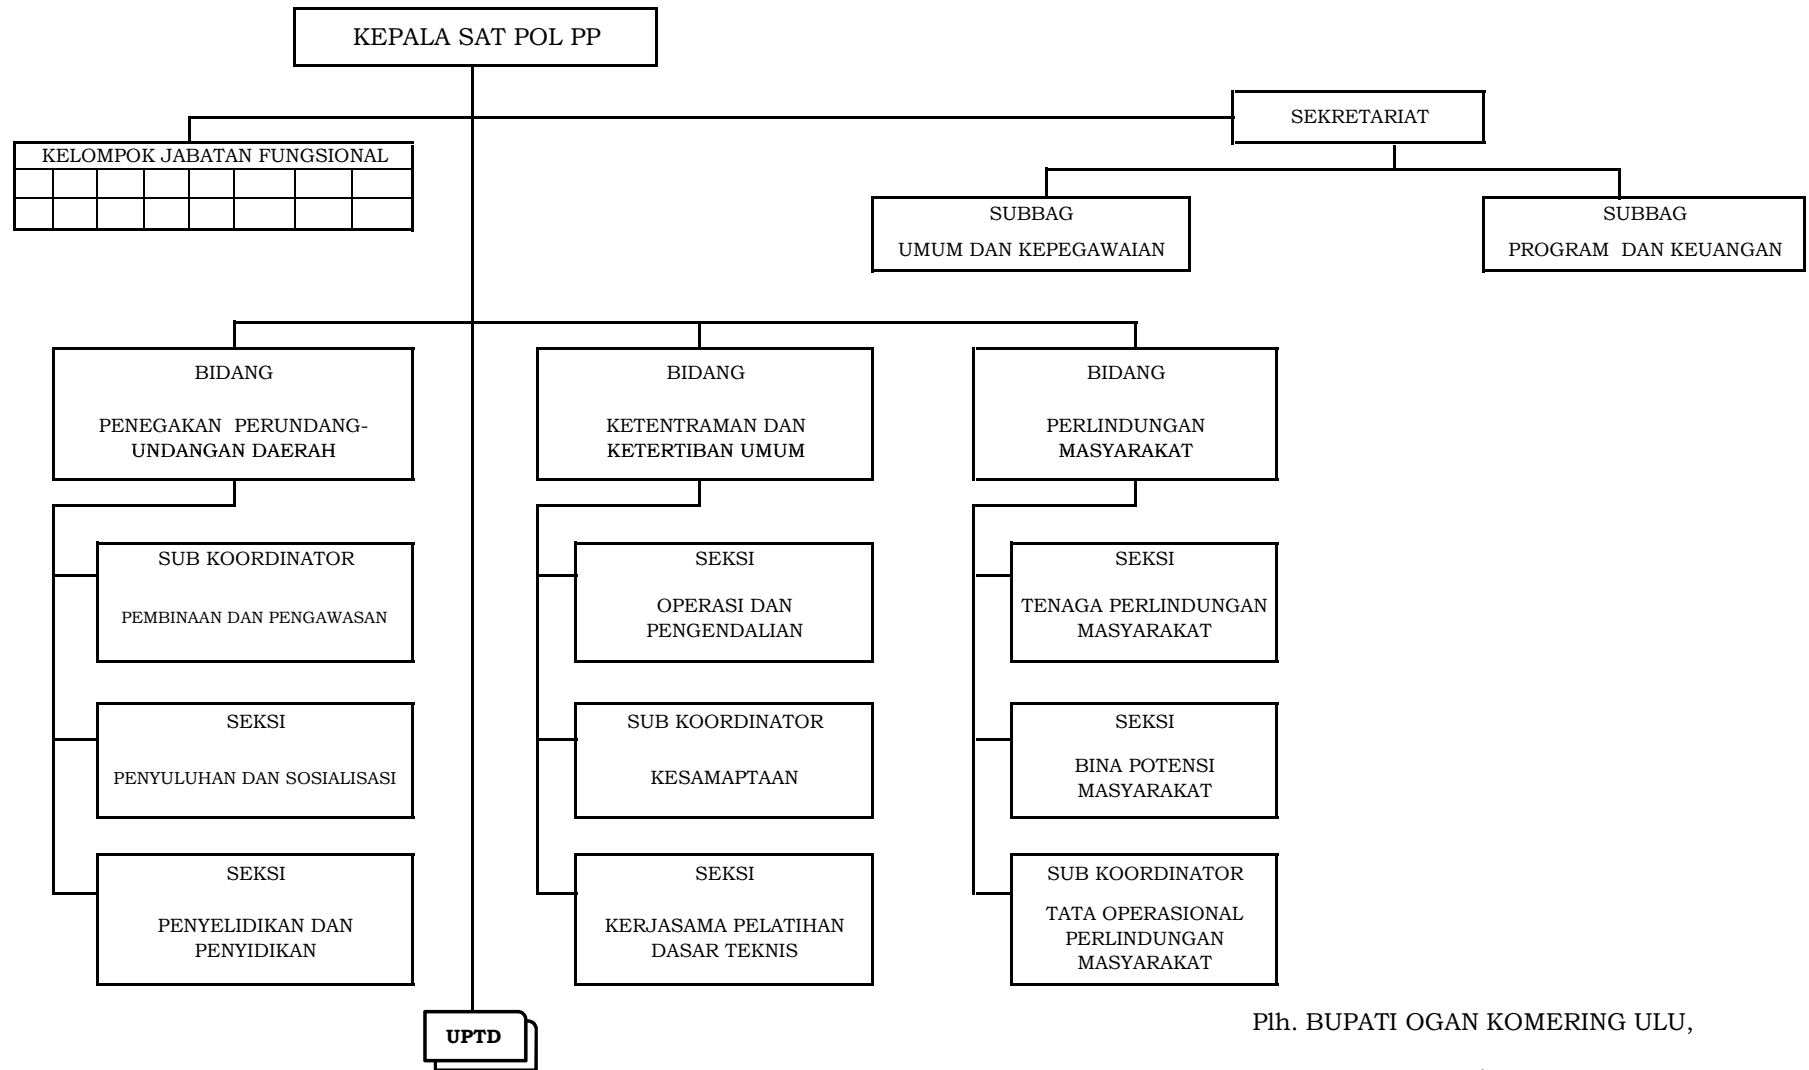 KEPALA SAT POL PP
SEKRETARIAT
KELOMPOK JABATAN FUNGSIONAL
SUBBAG
UMUM DAN KEPEGAWAIAN
SUBBAG
PROGRAM DAN KEUANGAN
BIDANG
PENEGAKAN PERUNDANG-
UNDANGAN DAERAH
BIDANG
KETENTRAMAN DAN
KETERTIBAN UMUM
BIDANG
PERLINDUNGAN
MASYARAKAT
SUB KOORDINATOR
PEMBINAAN DAN PENGAWASAN
SEKSI
OPERASI DAN
PENGENDALIAN
SEKSI
TENAGA PERLINDUNGAN
MASYARAKAT
SEKSI
PENYULUHAN DAN SOSIALISASI
SUB KOORDINATOR
KESAMAPTAAN
SEKSI
BINA POTENSI
MASYARAKAT
SEKSI
PENYELIDIKAN DAN
PENYIDIKAN
SEKSI
KERJASAMA PELATIHAN
DASAR TEKNIS
SUB KOORDINATOR
TATA OPERASIONAL
PERLINDUNGAN
MASYARAKAT
UPTD
Plh. BUPATI OGAN KOMERING ULU,